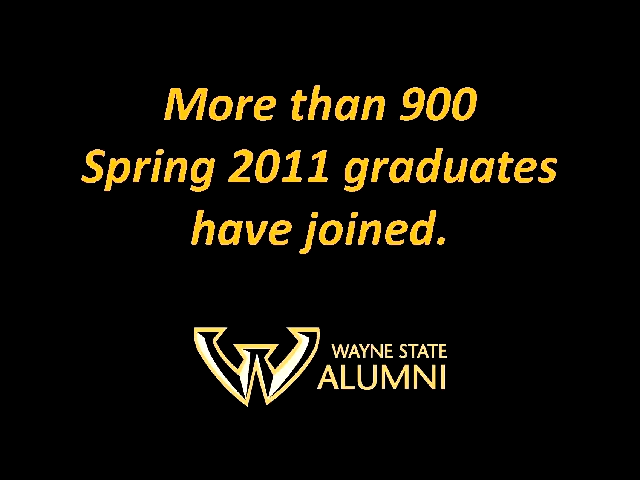 More than 900
Spring 2011 graduates
have joined.
WAYNE STATE
ALUMNI